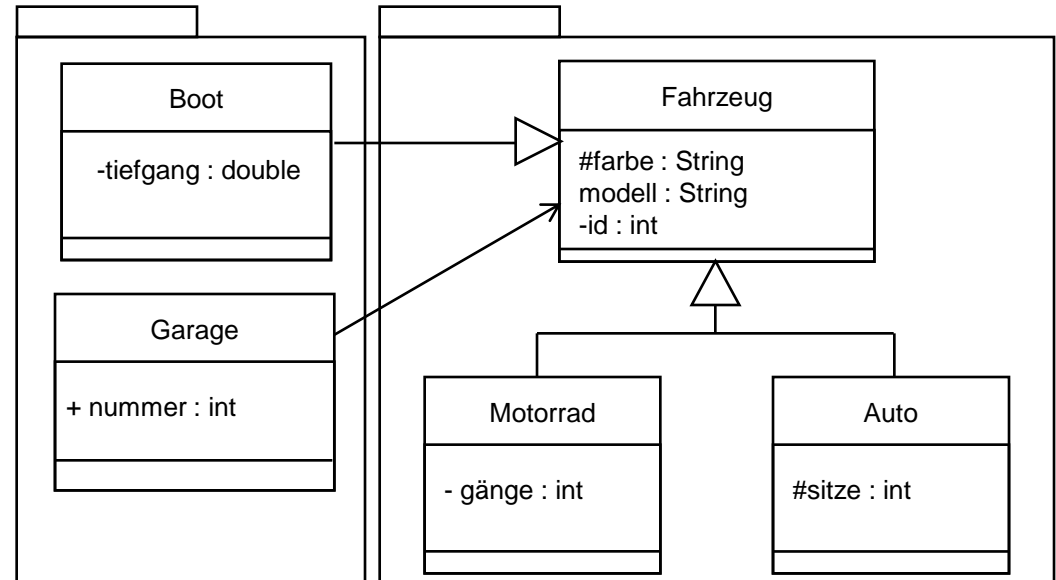 Boot
-tiefgang : double
Garage
+ nummer : int
Fahrzeug
#farbe : String
modell : String
-id : int
Motorrad
- gänge : int
Auto
#sitze : int